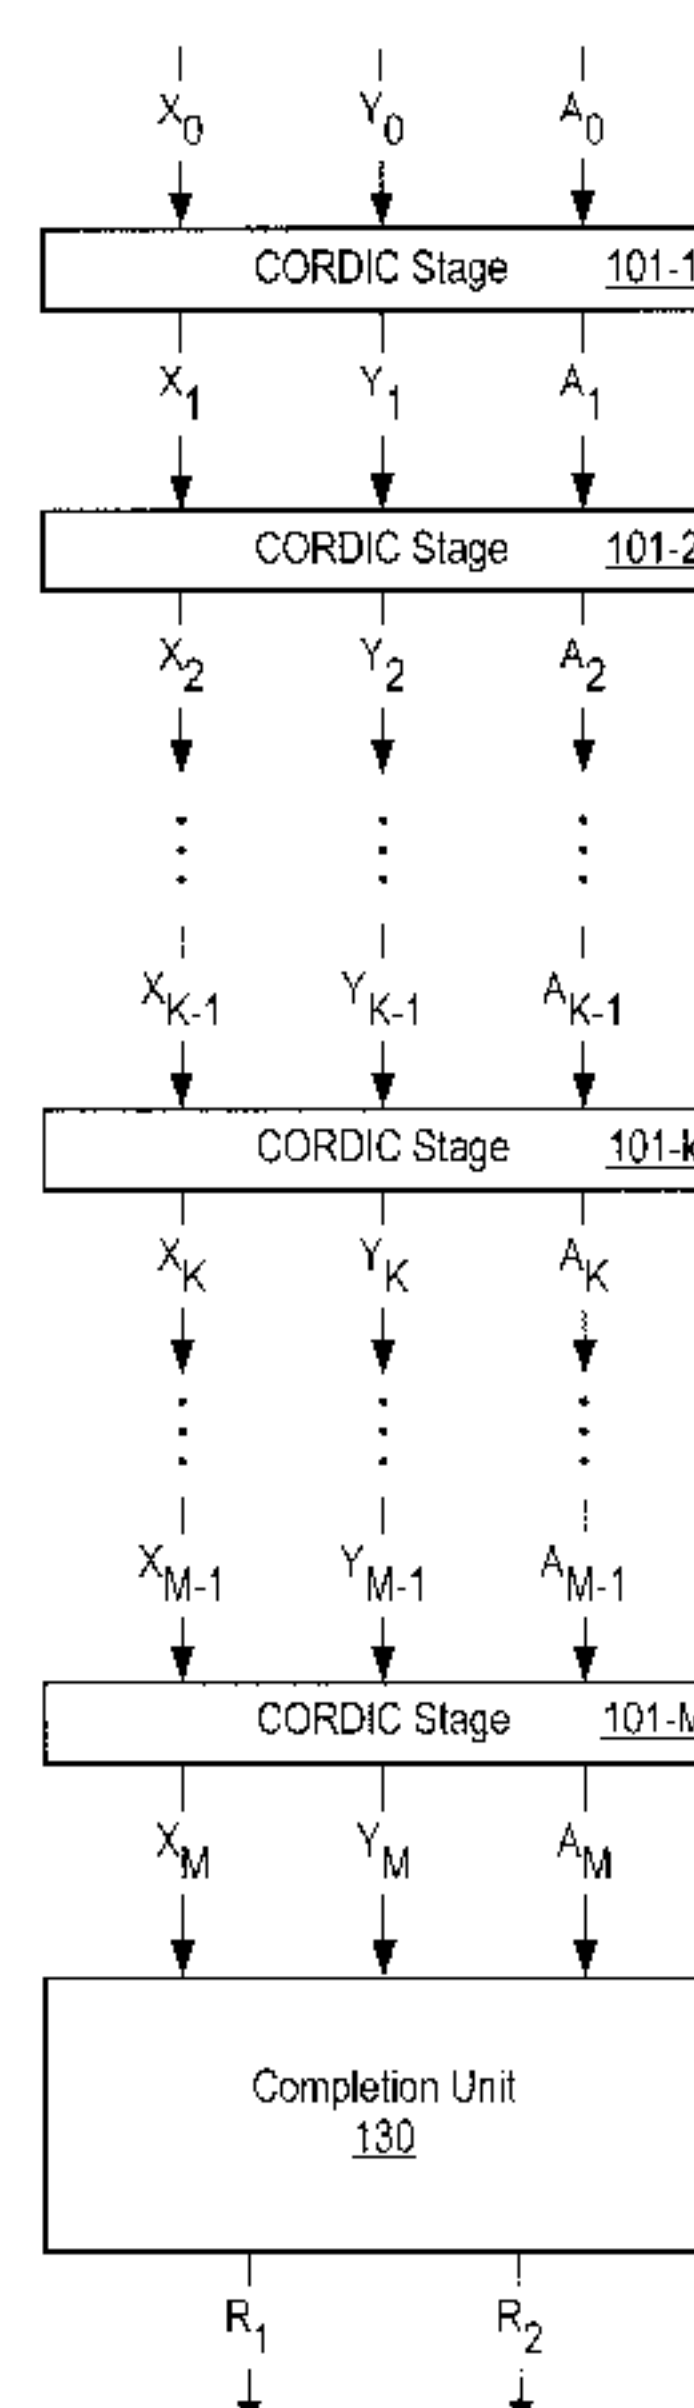 X0 Y0 A0
CORDIC Stage 101-1
X1 Y1 A1
CORDIC Stage 101-2
X2 Y2 A2
XK-1 YK-1 AK-1
CORDIC Stage 101-k
XK YK AK
XM-1 YM-1 AM-1
CORDIC Stage 101-M
XM YM AM
Completion Unit
130
R1 R2